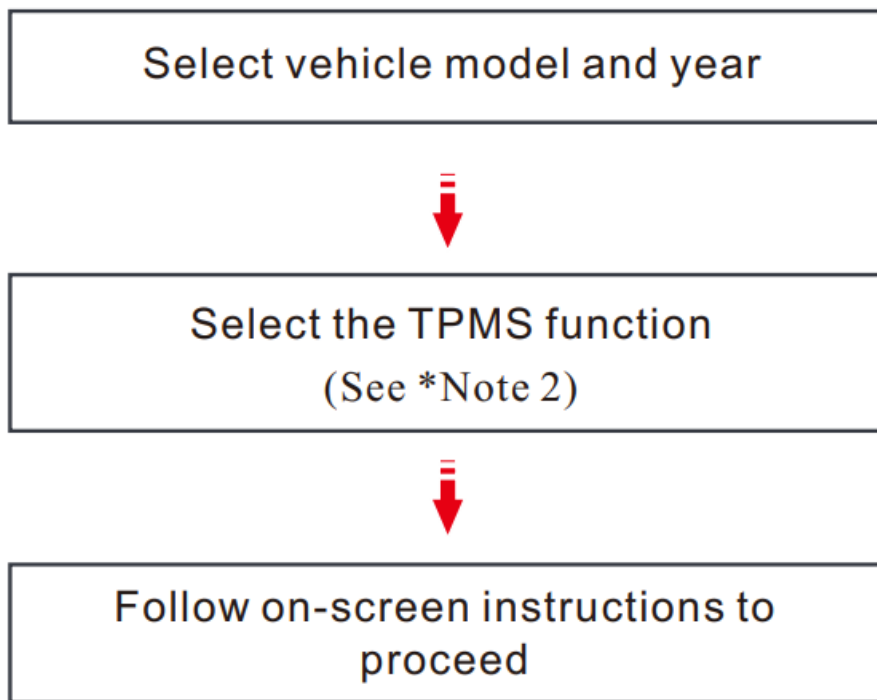 Select vehicle model and year
Select the TPMS function
(See *Note 2)
Follow on-screen instructions to
proceed